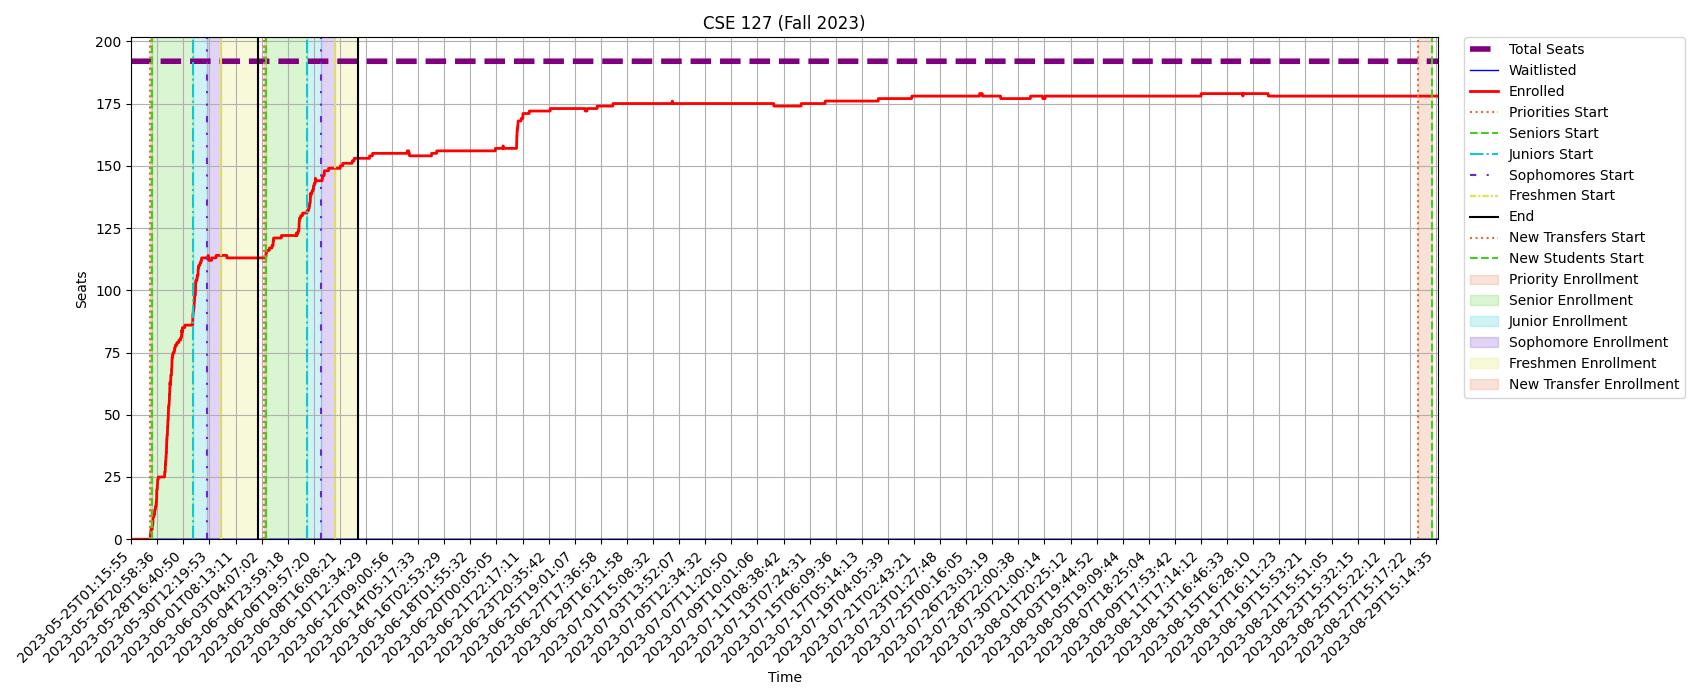 CSE 127 (Fall 2023)
Seats
200
175
150
125
100
75
50
25
0
2023-05-25T01:15:55
2023-05-26T20:58:36
2023-05-28T16:40:50
2023-05-30T12:19:53
2023-06-01T08:13:11
2023-06-03T04:07:02
2023-06-04T23:59:18
2023-06-06T19:57:20
2023-06-08T16:08:21
2023-06-10T12:34:29
2023-06-12T09:00:56
2023-06-14T05:17:33
2023-06-16T02:53:29
2023-06-18T01:55:32
2023-06-20T00:05:05
2023-06-21T22:17:11
2023-06-23T20:35:42
2023-06-25T19:01:07
2023-06-27T17:36:58
2023-06-29T16:21:58
2023-07-01T15:08:32
2023-07-03T13:52:07
2023-07-05T12:34:32
2023-07-07T11:20:50
2023-07-09T10:01:06
2023-07-11T08:38:42
2023-07-13T07:24:31
2023-07-15T06:09:36
2023-07-17T05:14:13
2023-07-19T04:05:39
2023-07-21T02:43:21
2023-07-23T01:27:48
2023-07-25T00:16:05
2023-07-26T23:03:19
2023-07-28T22:00:38
2023-07-30T21:00:14
2023-08-01T20:25:12
2023-08-03T19:44:52
2023-08-05T19:09:44
2023-08-07T18:25:04
2023-08-09T17:53:42
2023-08-11T17:14:12
2023-08-13T16:46:33
2023-08-15T16:28:10
2023-08-17T16:11:23
2023-08-19T15:53:21
2023-08-21T15:51:05
2023-08-23T15:32:15
2023-08-25T15:22:12
2023-08-27T15:17:22
2023-08-29T15:14:35
Time
Total Seats
Waitlisted
Enrolled
Priorities Start
Seniors Start
Juniors Start
Sophomores Start
Freshmen Start
End
New Transfers Start
New Students Start
Priority Enrollment
Senior Enrollment
Junior Enrollment
Sophomore Enrollment
Freshmen Enrollment
New Transfer Enrollment